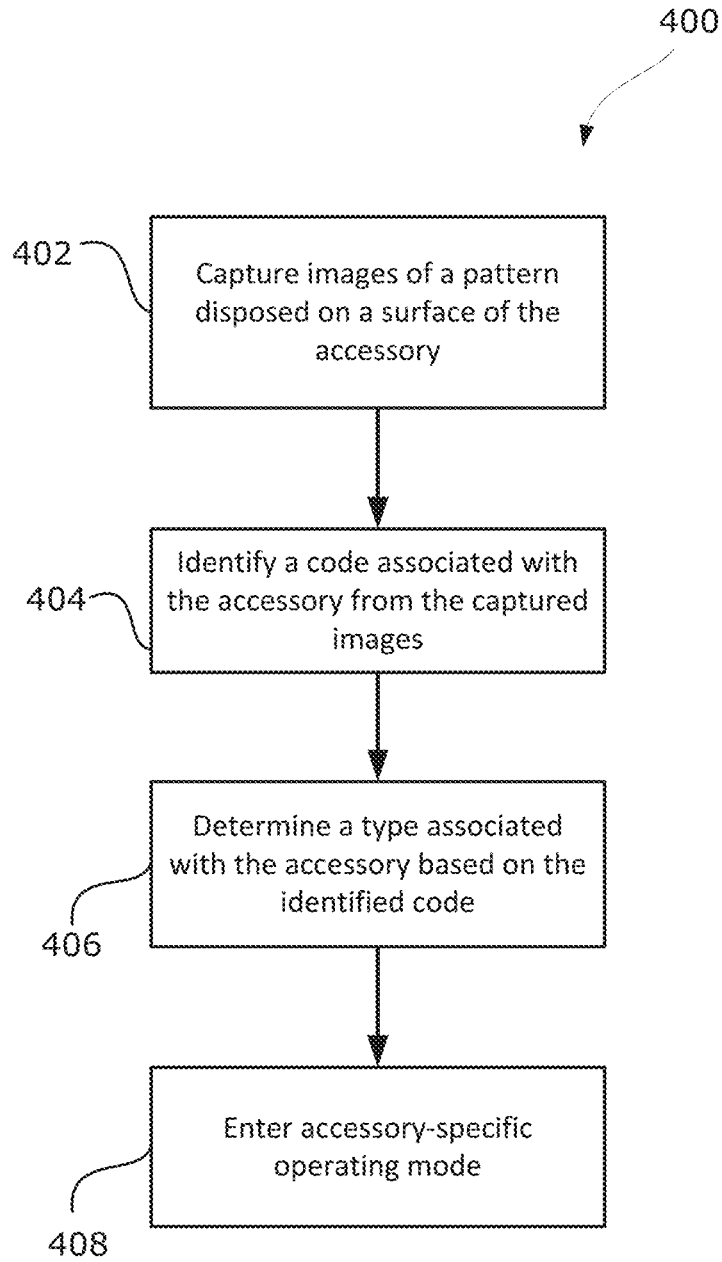 400
402
Capture images of a pattern
disposed on a surface of the
accessory
404
Identify a code associated with
the accessory from the captured
images
Determine a type associated
with the accessory based on the
identified code
406
Enter accessory-specific
operating mode
408